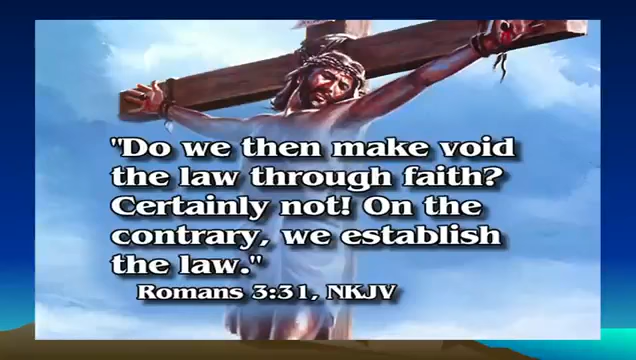 "Do we then make void
the law through faith?
Certainly not! On the
contrary, we establish
the law."
Romans 3:31, NKJV